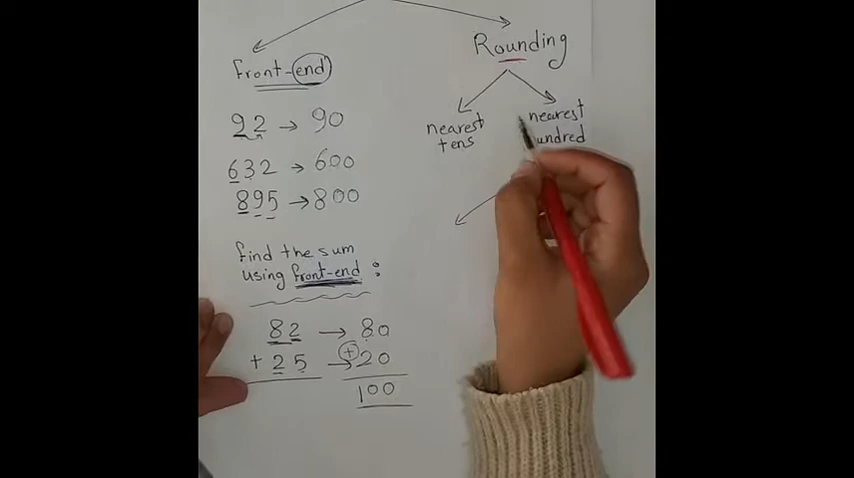 front-end
92 → 90
632 → 600
895 → 800
find the sum
using front-end :
82 → 80
+ 25 → + 20
100
Rounding
nearest
tens
nearest
hundred